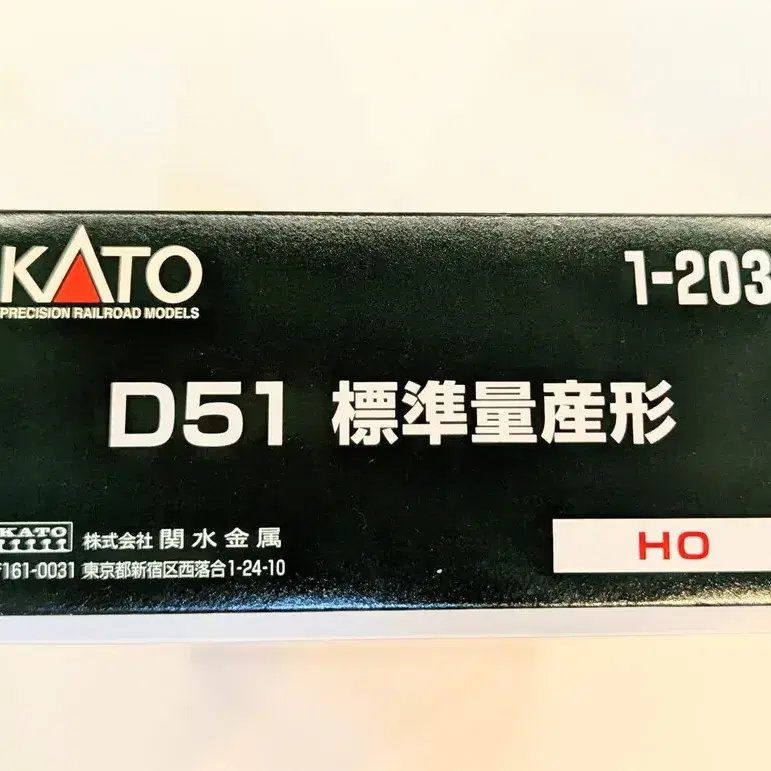 KATO
PRECISION RAILROAD MODELS
1-203
D51 標準量産形
KATO
株式会社 関水金属
〒161-0031 東京都新宿区西落合1-24-10
HO